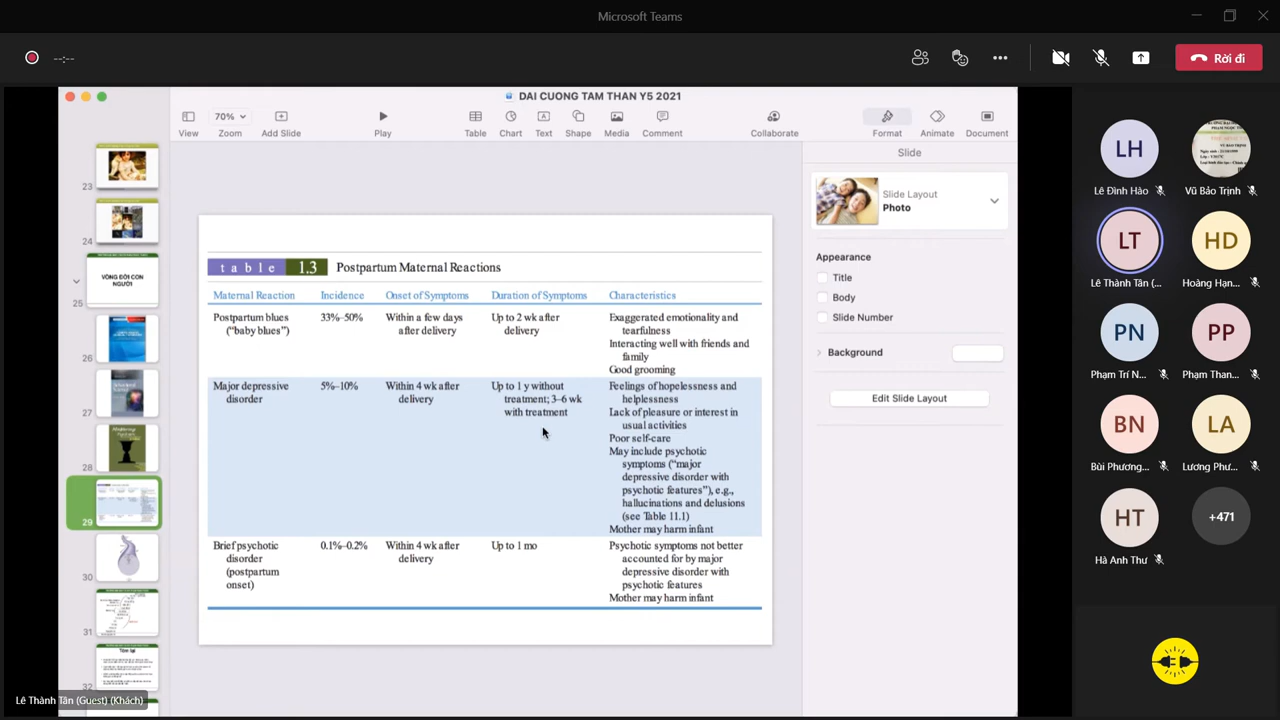 Microsoft Teams
--:--
Rời đi
DAI CUONG TAM THAN Y5 2021
70%
View
Zoom
Add Slide
Play
Table
Chart
Text
Shape
Media
Comment
Collaborate
Format
Animate
Document
23
24
25
VÒNG ĐỜI CON
NGƯỜI
26
27
28
29
30
31
32
table 1.3 Postpartum Maternal Reactions
Maternal Reaction Incidence Onset of Symptoms Duration of Symptoms Characteristics
Postpartum blues 33%–50% Within a few days Up to 2 wk after Exaggerated emotionality and
("baby blues") after delivery delivery tearfulness
Interacting well with friends and
family
Good grooming
Major depressive 5%–10% Within 4 wk after Up to 1 y without Feelings of hopelessness and
disorder delivery treatment; 3–6 wk helplessness
with treatment Lack of pleasure or interest in
usual activities
Poor self-care
May include psychotic
symptoms ("major
depressive disorder with
psychotic features"), e.g.,
hallucinations and delusions
(see Table 11.1)
Mother may harm infant
Brief psychotic 0.1%–0.2% Within 4 wk after Up to 1 mo Psychotic symptoms not better
disorder delivery accounted for by major
(postpartum depressive disorder with
onset) psychotic features
Mother may harm infant
Slide
Slide Layout
Photo
Appearance
Title
Body
Slide Number
Background
Edit Slide Layout
LH
Lê Đình Hào
Vũ Bảo Trịnh
LT
Lê Thành Tân (...
HD
Hoàng Hạn...
PN
Phạm Trí N...
PP
Phạm Than...
BN
Bùi Phương...
LA
Lương Phư...
HT
Hà Anh Thư
+471
Lê Thành Tân (Guest) (Khách)